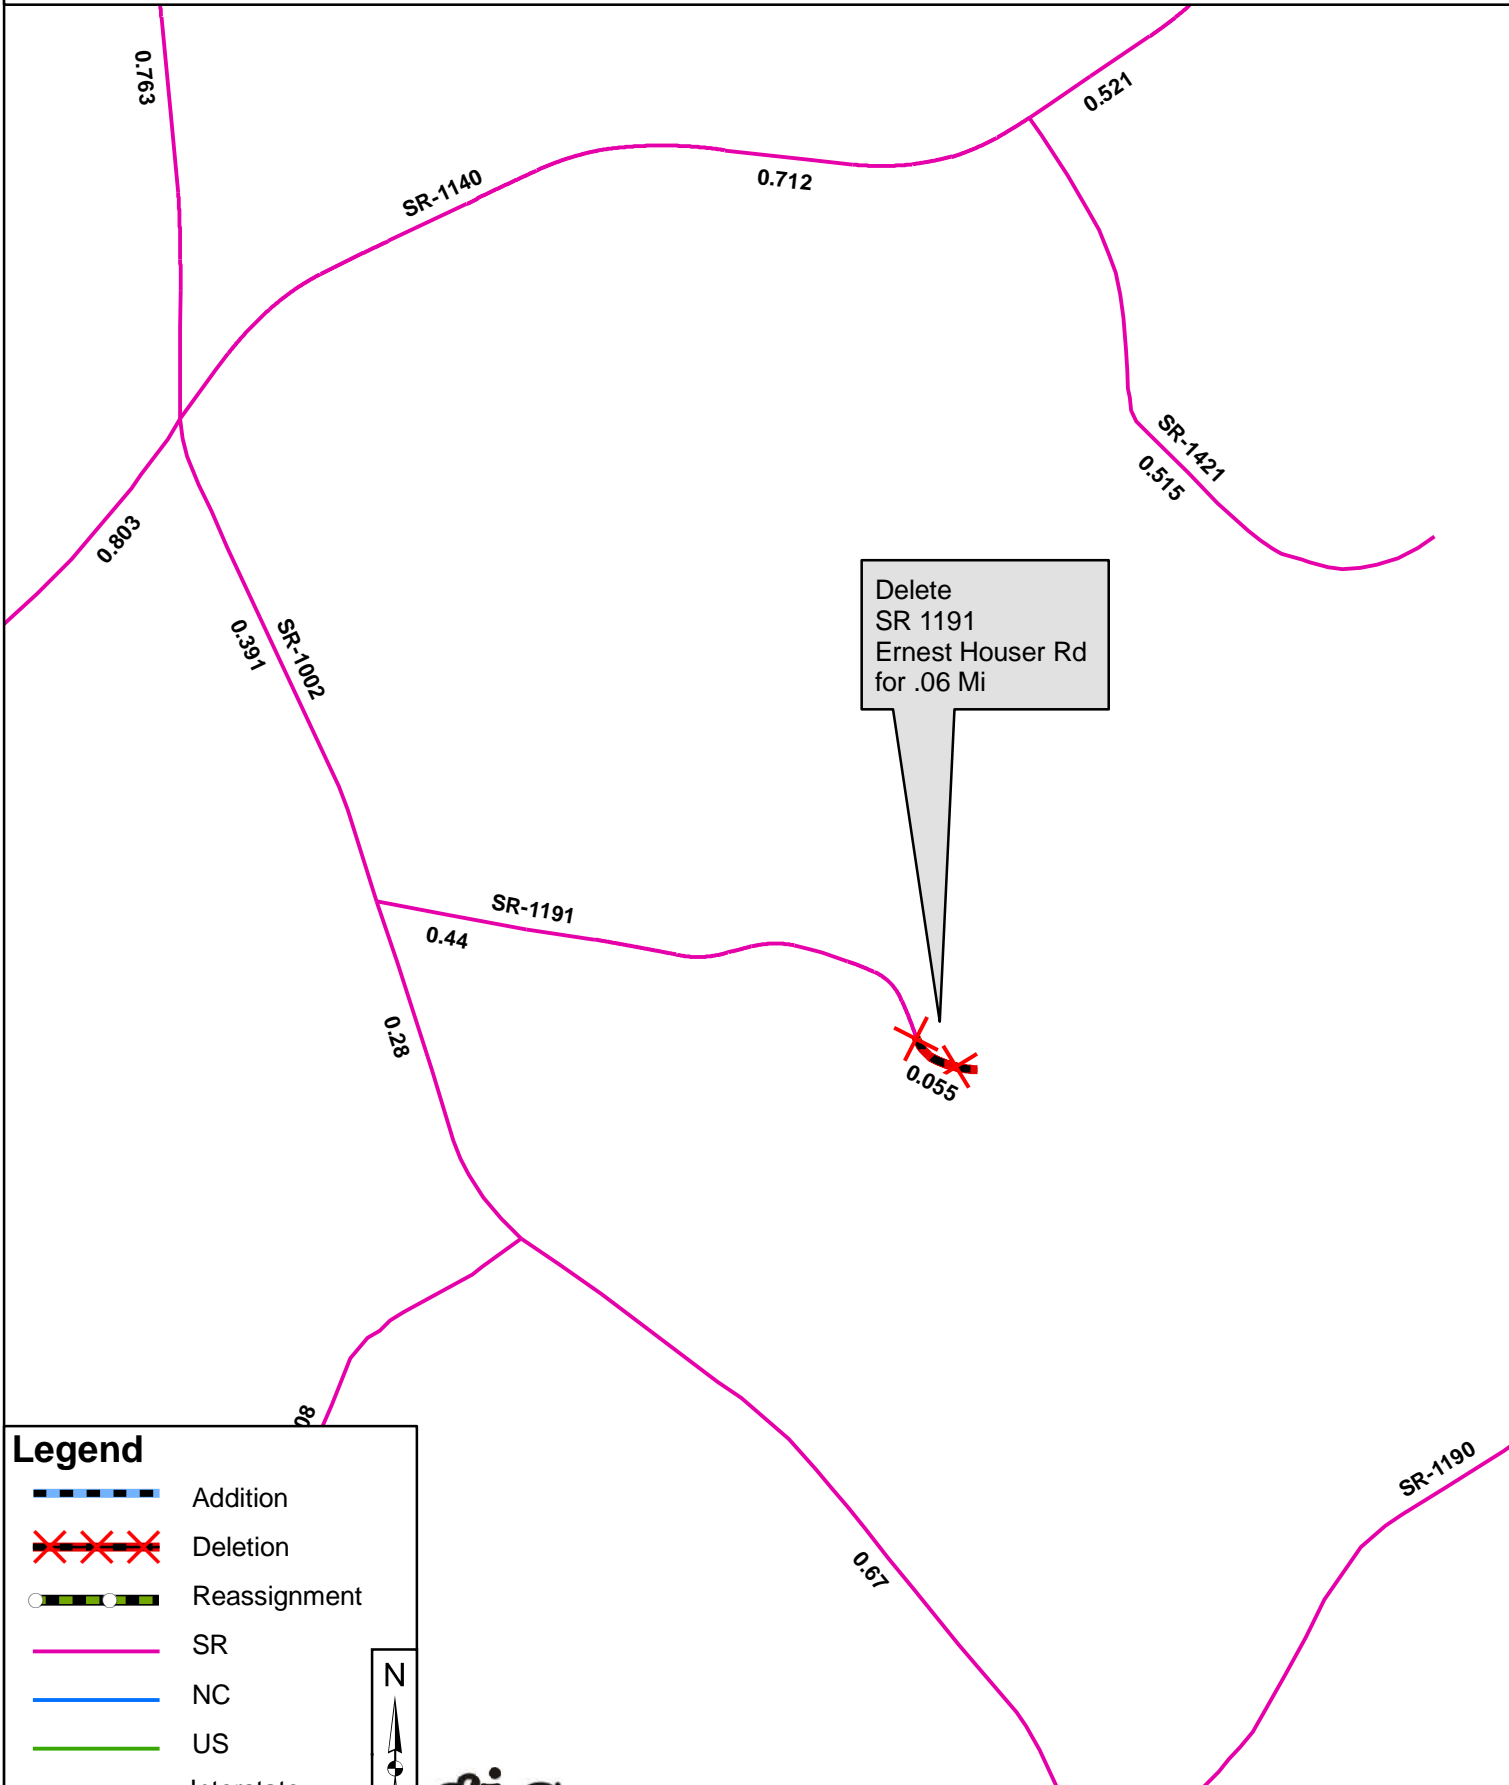 0.763
0.521
SR-1140
0.712
SR-1421
0.515
0.803
Delete
SR 1191
Ernest Houser Rd
for .06 Mi
SR-1002
0.391
SR-1191
0.44
0.28
0.055
08
Legend
Addition
Deletion
Reassignment
SR
NC
US
N
SR-1190
0.67